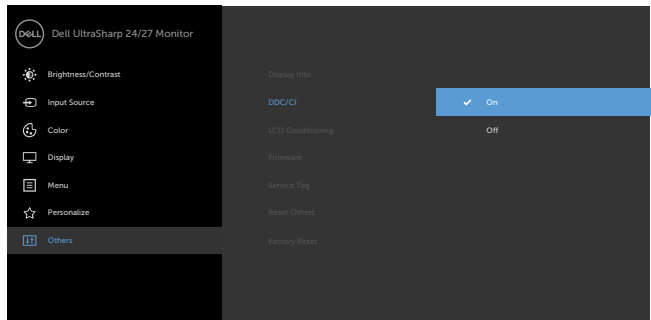 DELL
Dell UltraSharp 24/27 Monitor
Brightness/Contrast
Input Source
Color
Display
Menu
Personalize
Others
Display Info
DDC/CI
LCD Conditioning
Firmware
Service Tag
Reset Others
Factory Reset
On
Off